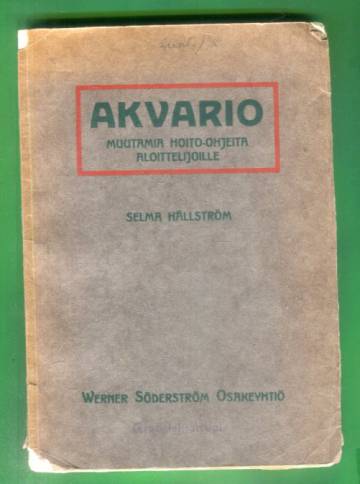 AKVARIO
MUUTAMIA HOITO-OHJEITA
ALOITTELIJOILLE
SELMA HÄLLSTRÖM
WERNER SÖDERSTRÖM OSAKEYHTIÖ